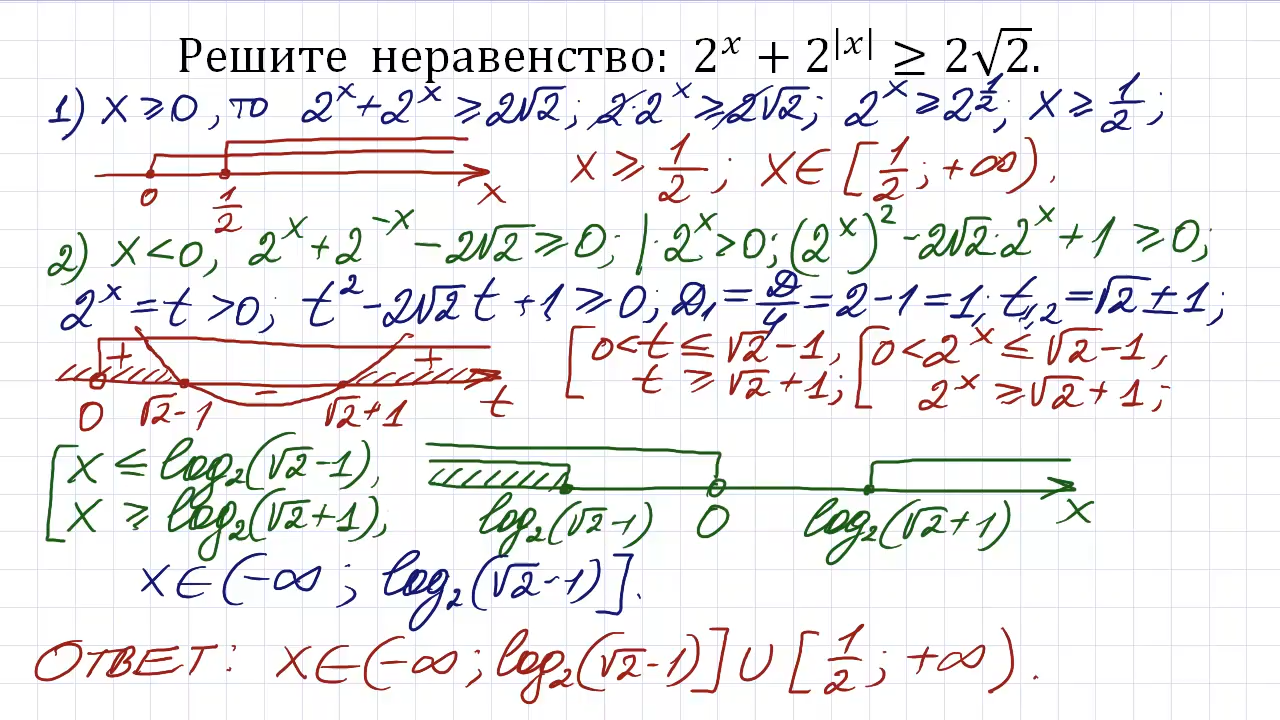 Решите неравенство: 2^x + 2^|x| ≥ 2√2.
1) x ≥ 0, то 2^x + 2^x ≥ 2√2; 2·2^x ≥ 2√2; 2^x ≥ 2^(1/2); x ≥ 1/2;
0 1/2 x x ≥ 1/2; x ∈ [1/2; +∞).
2) x < 0, 2^x + 2^(-x) - 2√2 ≥ 0; |·2^x > 0; (2^x)^2 - 2√2·2^x + 1 ≥ 0;
2^x = t > 0; t^2 - 2√2t + 1 ≥ 0; D₁ = D/4 = 2 - 1 = 1; t₁,₂ = √2 ± 1;
+ - + [0 < t ≤ √2 - 1, [0 < 2^x ≤ √2 - 1,
0 √2-1 √2+1 t t ≥ √2 + 1; 2^x ≥ √2 + 1;
[x ≤ log₂(√2 - 1),
x ≥ log₂(√2 + 1), log₂(√2 - 1) 0 log₂(√2 + 1) x
x ∈ (-∞; log₂(√2 - 1)].
ОТВЕТ: x ∈ (-∞; log₂(√2 - 1)] ∪ [1/2; +∞).